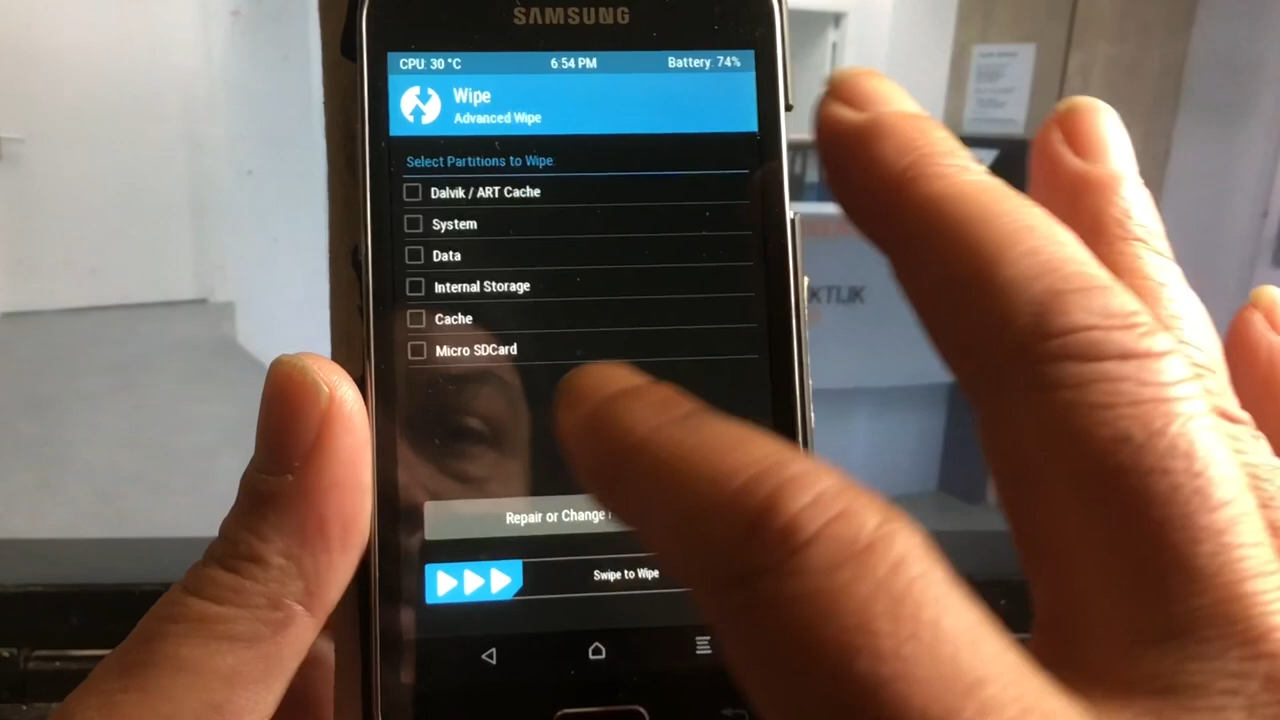 SAMSUNG
CPU: 30 °C 6:54 PM Battery: 74%
Wipe
Advanced Wipe
Select Partitions to Wipe:
Dalvik / ART Cache
System
Data
Internal Storage
Cache
Micro SDCard
Repair or Change
Swipe to Wipe
KTIJK